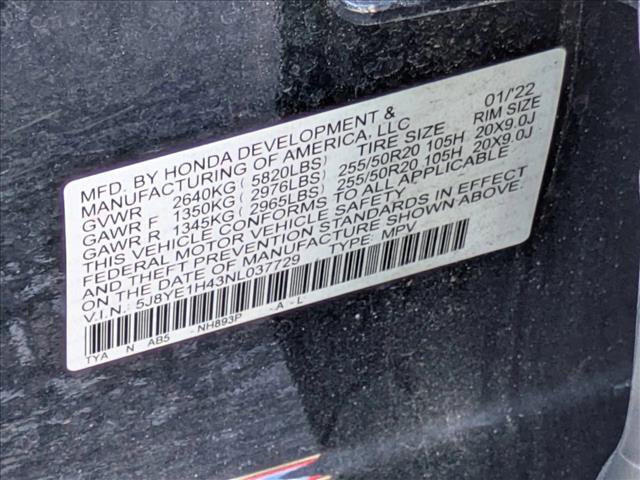 MFD. BY HONDA DEVELOPMENT &
MANUFACTURING OF AMERICA, LLC 01/'22
GVWR 2640KG ( 5820LBS) TIRE SIZE RIM SIZE
GAWR F 1350KG ( 2976LBS) 255/50R20 105H 20X9.0J
GAWR R 1345KG ( 2965LBS) 255/50R20 105H 20X9.0J
THIS VEHICLE CONFORMS TO ALL APPLICABLE
FEDERAL MOTOR VEHICLE SAFETY
AND THEFT PREVENTION STANDARDS IN EFFECT
ON THE DATE OF MANUFACTURE SHOWN ABOVE.
V.I.N.: 5J8YE1H43NL037729 TYPE: MPV
TYA N AB5 - NH893P - A - L